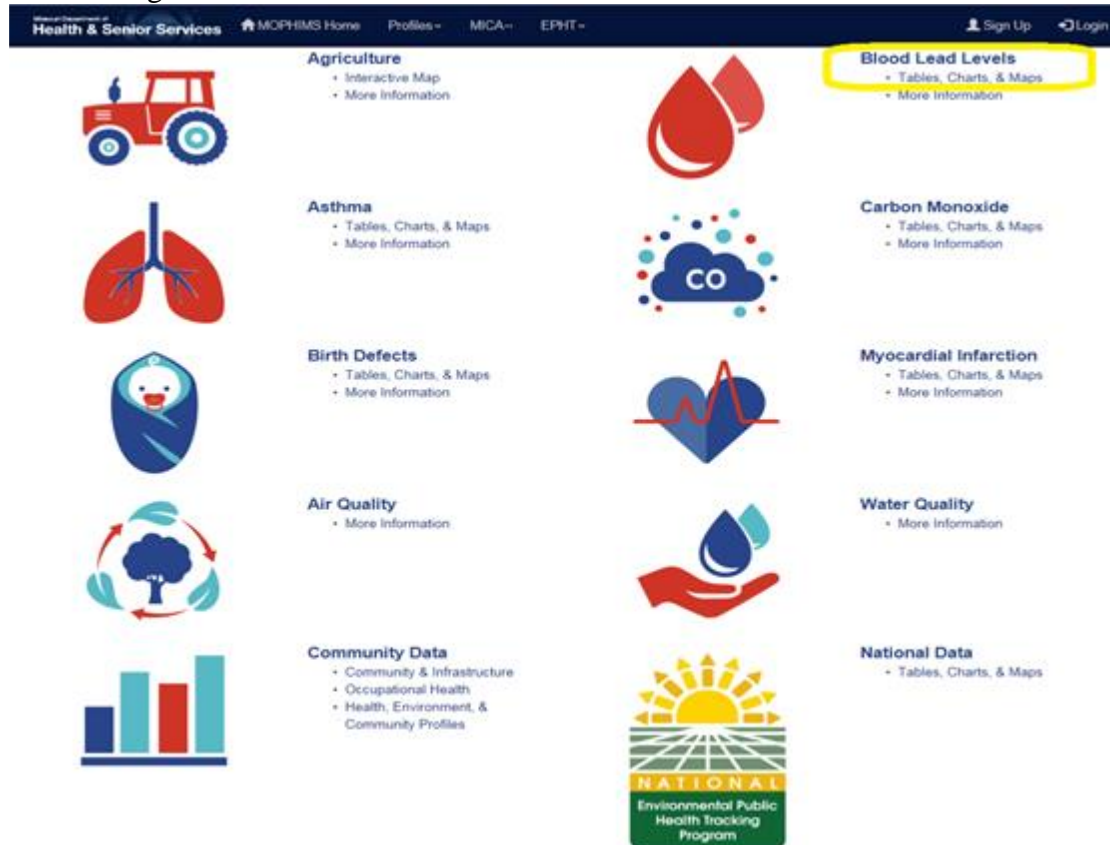 Missouri Department of
Health & Senior Services
MOPHIMS Home
Profiles
MICA
EPHT
Sign Up
Login
Agriculture
• Interactive Map
• More Information
Blood Lead Levels
• Tables, Charts, & Maps
• More Information
Asthma
• Tables, Charts, & Maps
• More Information
Carbon Monoxide
• Tables, Charts, & Maps
• More Information
CO
Birth Defects
• Tables, Charts, & Maps
• More Information
Myocardial Infarction
• Tables, Charts, & Maps
• More Information
Air Quality
• More Information
Water Quality
• More Information
Community Data
• Community & Infrastructure
• Occupational Health
• Health, Environment, &
Community Profiles
National Data
• Tables, Charts, & Maps
NATIONAL
Environmental Public
Health Tracking
Program